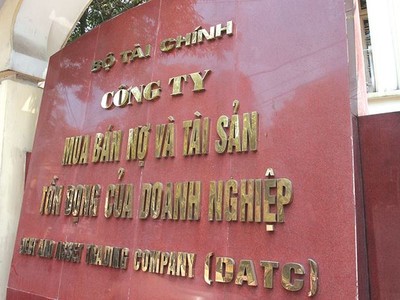 BỘ TÀI CHÍNH
CÔNG TY
MUA BÁN NỢ VÀ TÀI SẢN
TỒN ĐỌNG CỦA DOANH NGHIỆP
DEBT AND ASSET TRADING COMPANY (DATC)